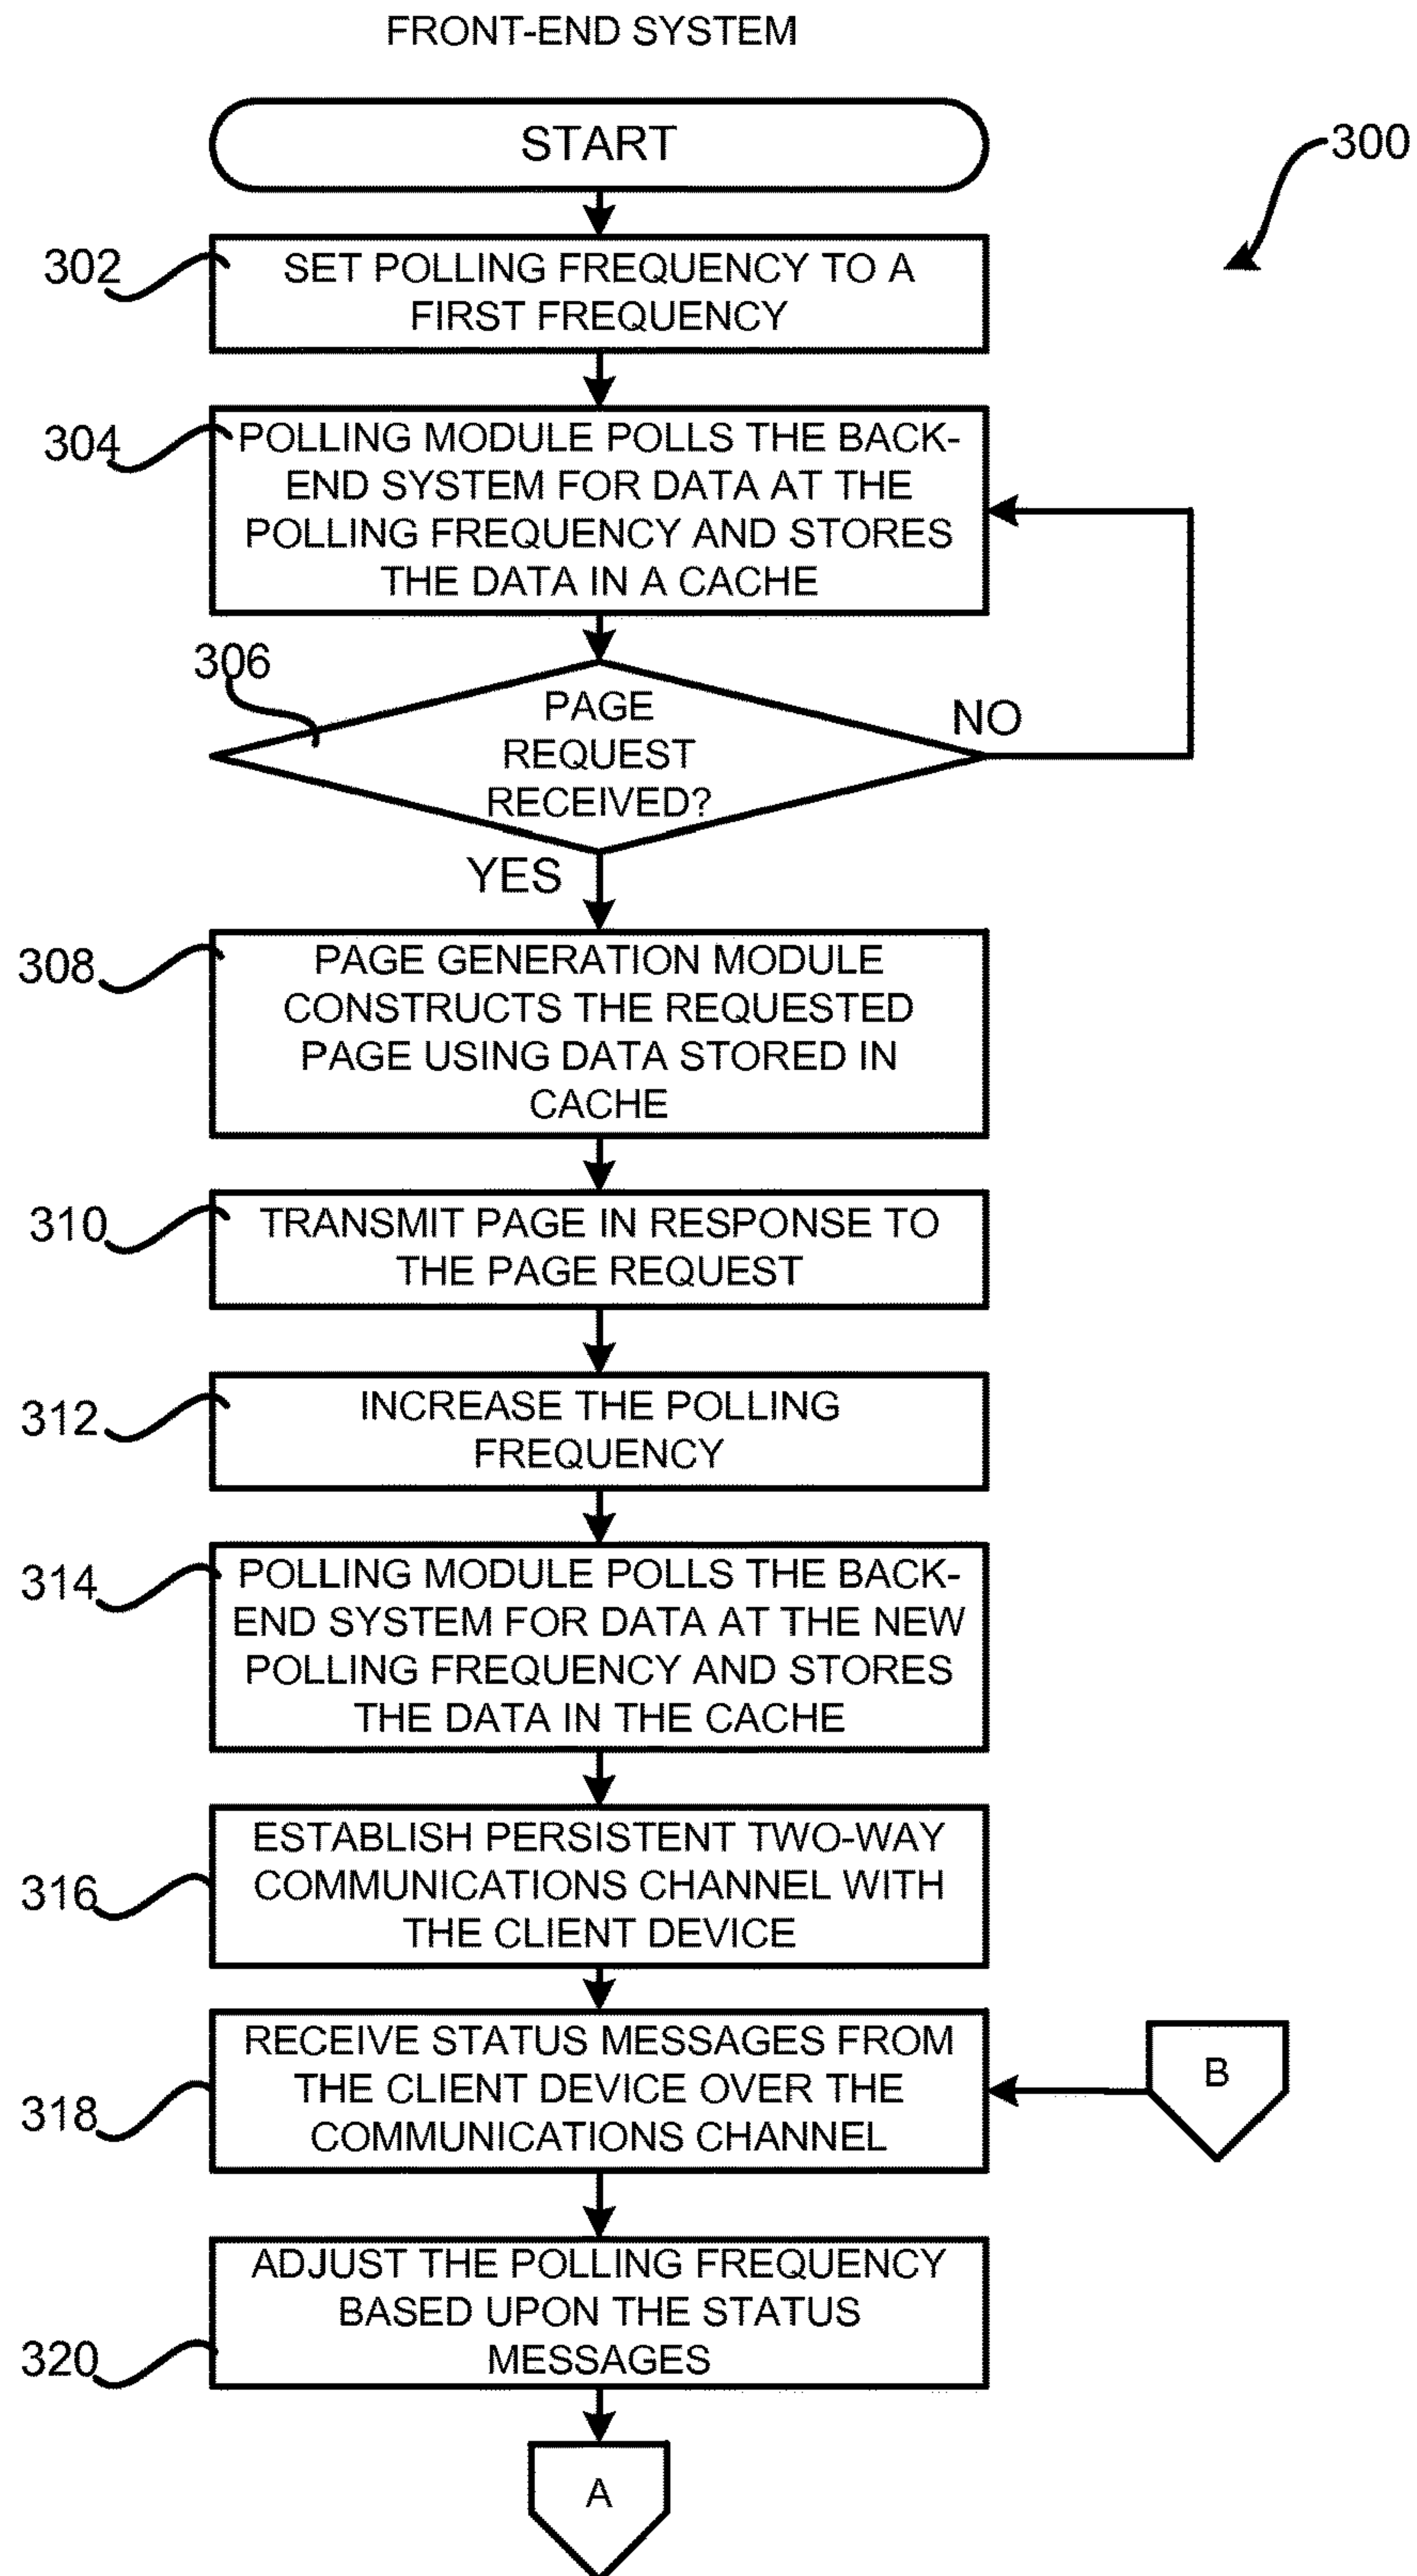 FRONT-END SYSTEM
START
300
302
SET POLLING FREQUENCY TO A
FIRST FREQUENCY
304
POLLING MODULE POLLS THE BACK-
END SYSTEM FOR DATA AT THE
POLLING FREQUENCY AND STORES
THE DATA IN A CACHE
306
PAGE
REQUEST
RECEIVED?
NO
YES
308
PAGE GENERATION MODULE
CONSTRUCTS THE REQUESTED
PAGE USING DATA STORED IN
CACHE
310
TRANSMIT PAGE IN RESPONSE TO
THE PAGE REQUEST
312
INCREASE THE POLLING
FREQUENCY
314
POLLING MODULE POLLS THE BACK-
END SYSTEM FOR DATA AT THE NEW
POLLING FREQUENCY AND STORES
THE DATA IN THE CACHE
316
ESTABLISH PERSISTENT TWO-WAY
COMMUNICATIONS CHANNEL WITH
THE CLIENT DEVICE
318
RECEIVE STATUS MESSAGES FROM
THE CLIENT DEVICE OVER THE
COMMUNICATIONS CHANNEL
B
320
ADJUST THE POLLING FREQUENCY
BASED UPON THE STATUS
MESSAGES
A